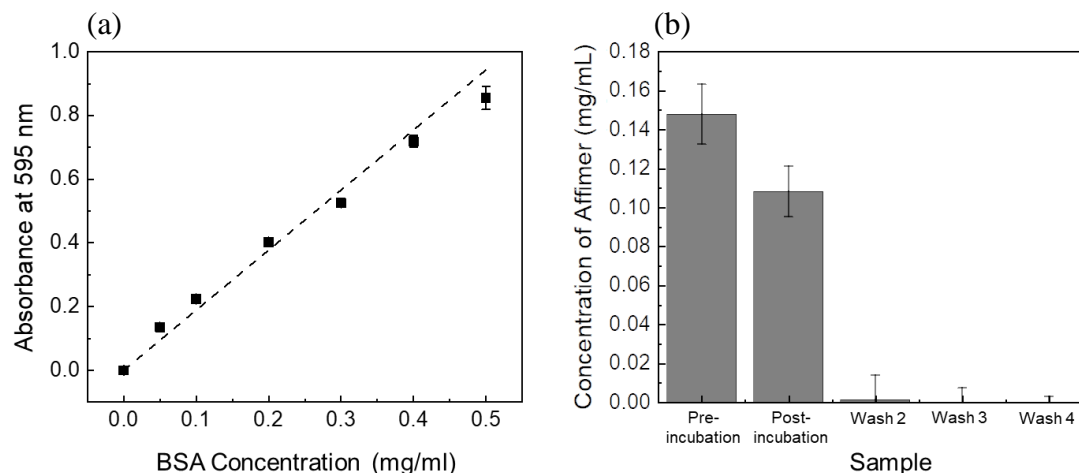 (a)
Absorbance at 595 nm
1.0
0.8
0.6
0.4
0.2
0.0
0.0 0.1 0.2 0.3 0.4 0.5
BSA Concentration (mg/ml)
(b)
Concentration of Affimer (mg/mL)
0.18
0.16
0.14
0.12
0.10
0.08
0.06
0.04
0.02
0.00
Pre-
incubation
Post-
incubation
Wash 2
Wash 3
Wash 4
Sample